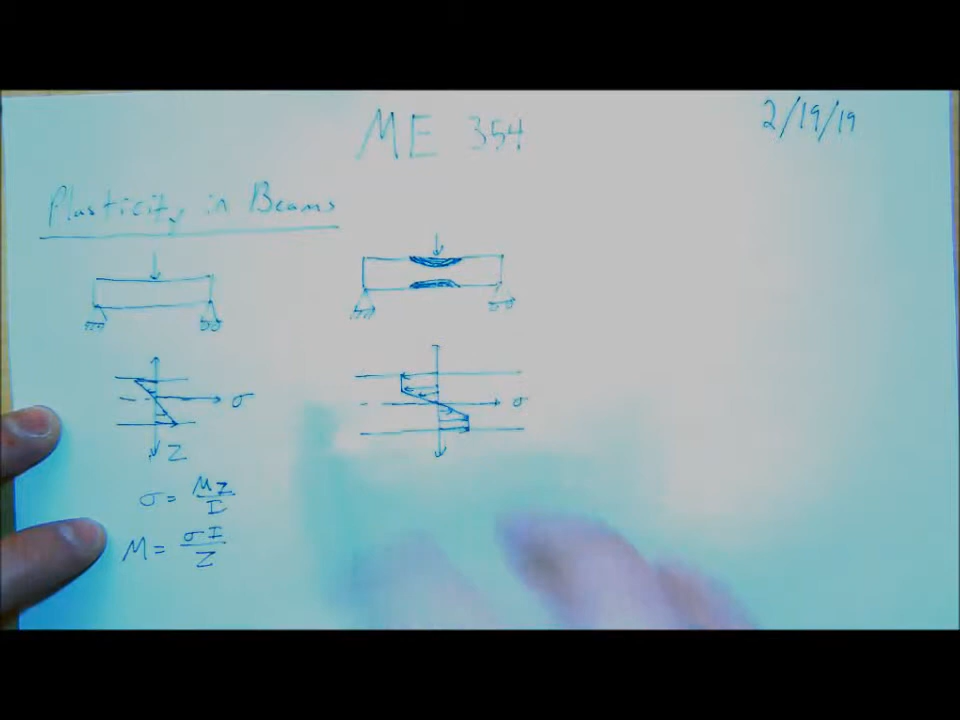 ME 354
2/19/19
Plasticity in Beams
σ
Z
σ
σ = Mz/I
M = σI/Z